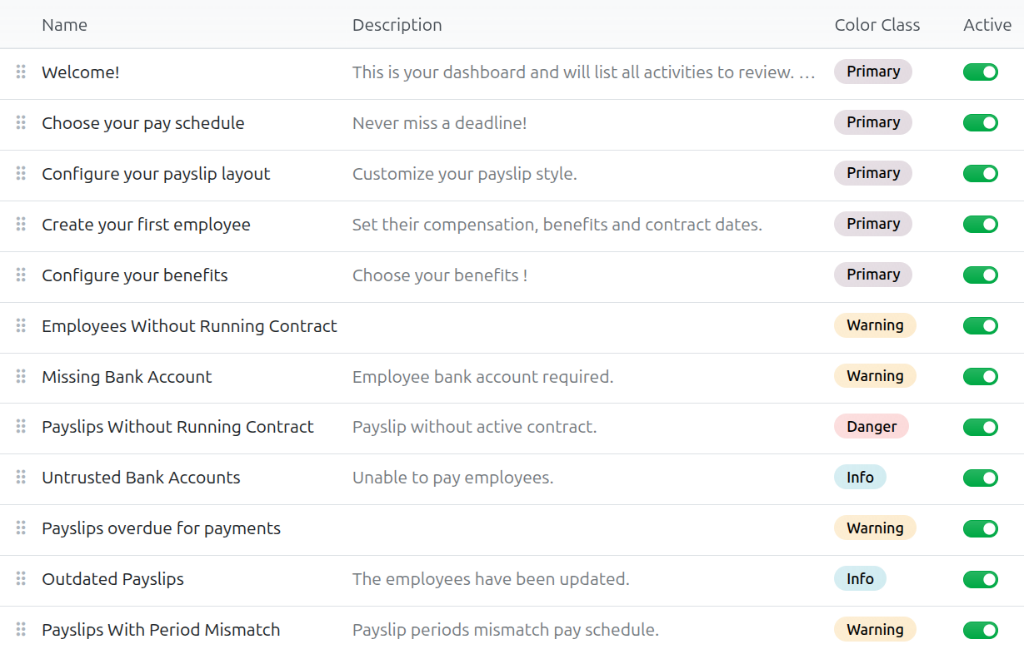 Name Description Color Class Active
Welcome! This is your dashboard and will list all activities to review. ... Primary
Choose your pay schedule Never miss a deadline! Primary
Configure your payslip layout Customize your payslip style. Primary
Create your first employee Set their compensation, benefits and contract dates. Primary
Configure your benefits Choose your benefits ! Primary
Employees Without Running Contract Warning
Missing Bank Account Employee bank account required. Warning
Payslips Without Running Contract Payslip without active contract. Danger
Untrusted Bank Accounts Unable to pay employees. Info
Payslips overdue for payments Warning
Outdated Payslips The employees have been updated. Info
Payslips With Period Mismatch Payslip periods mismatch pay schedule. Warning